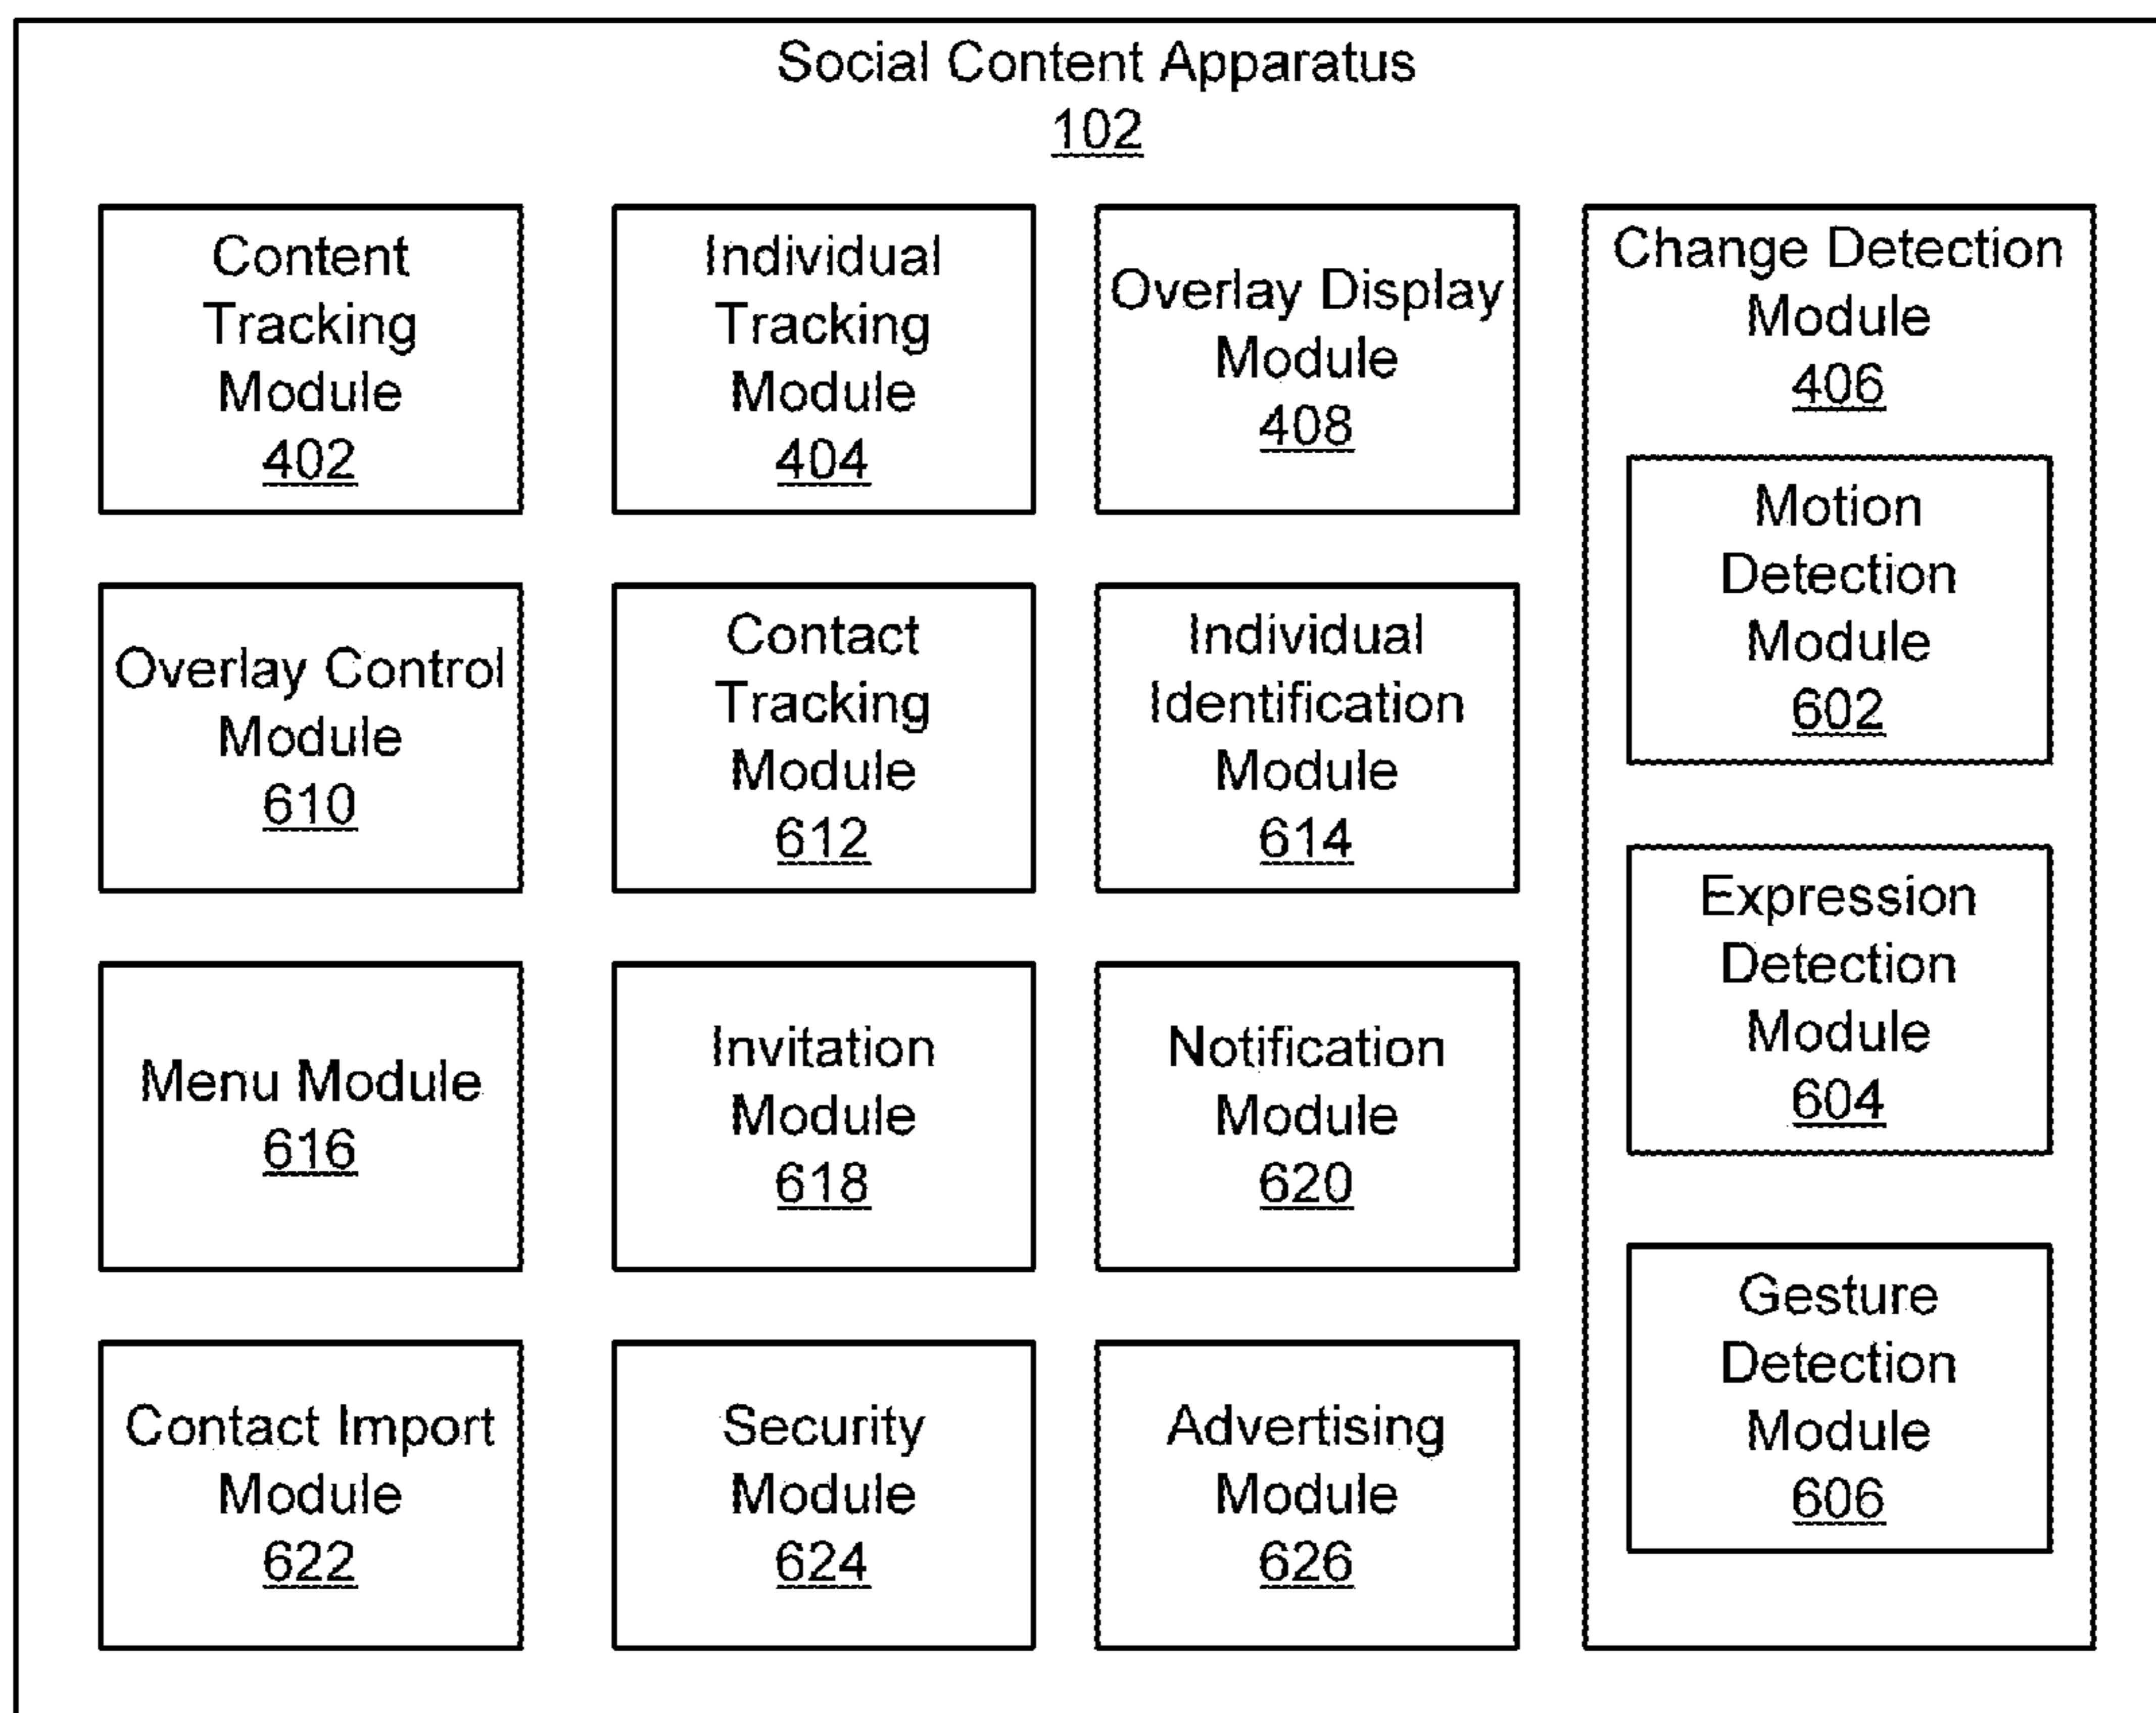 Social Content Apparatus
102
Content
Tracking
Module
402
Individual
Tracking
Module
404
Overlay Display
Module
408
Change Detection
Module
406
Motion
Detection
Module
602
Expression
Detection
Module
604
Gesture
Detection
Module
606
Overlay Control
Module
610
Contact
Tracking
Module
612
Individual
Identification
Module
614
Menu Module
616
Invitation
Module
618
Notification
Module
620
Contact Import
Module
622
Security
Module
624
Advertising
Module
626